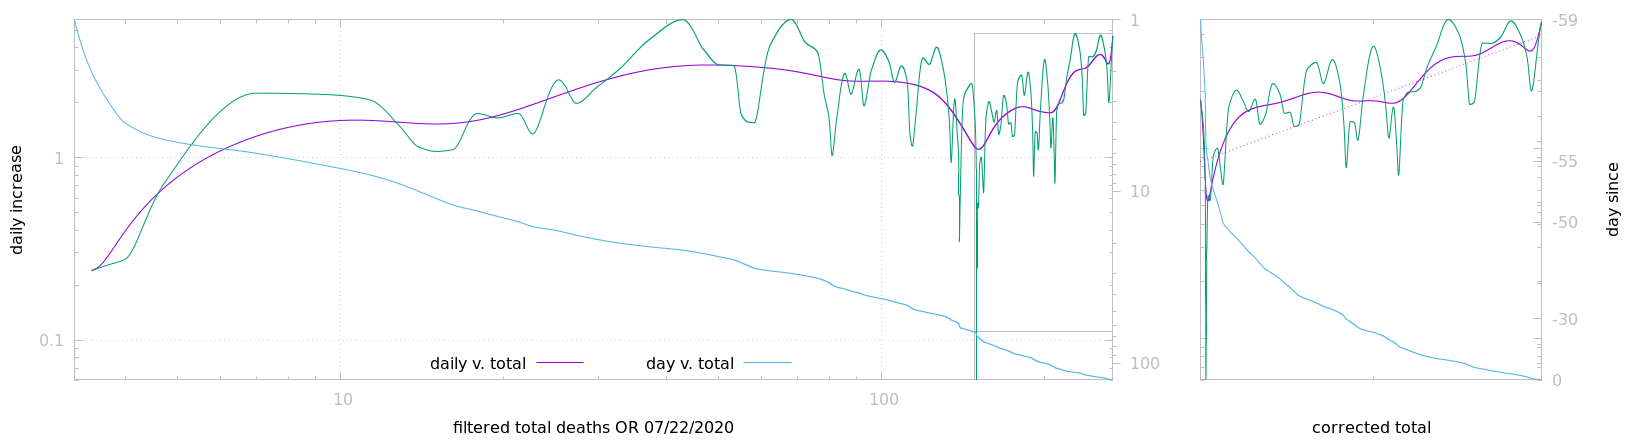 1
-59
1
-55
10
-50
daily increase
day since
0.1
-30
daily v. total
day v. total
100
0
10
100
filtered total deaths OR 07/22/2020
corrected total